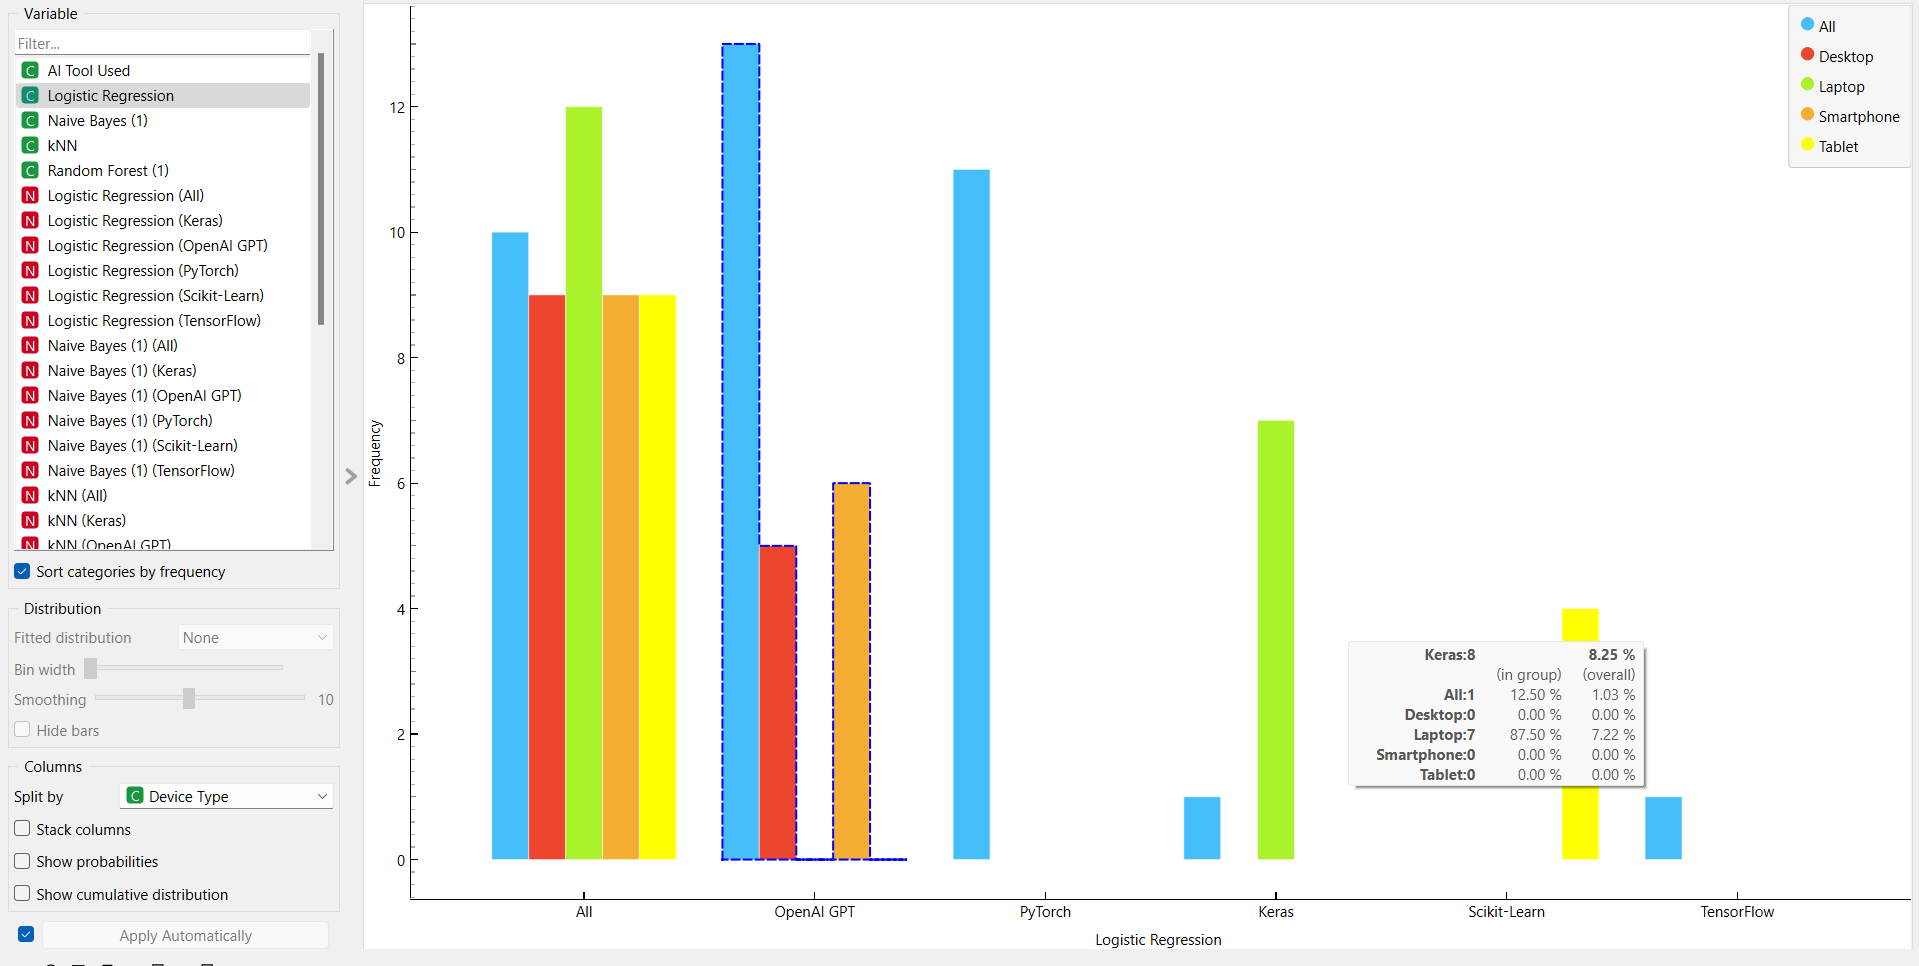 Variable
Filter...
C AI Tool Used
C Logistic Regression
C Naive Bayes (1)
C kNN
C Random Forest (1)
N Logistic Regression (All)
N Logistic Regression (Keras)
N Logistic Regression (OpenAI GPT)
N Logistic Regression (PyTorch)
N Logistic Regression (Scikit-Learn)
N Logistic Regression (TensorFlow)
N Naive Bayes (1) (All)
N Naive Bayes (1) (Keras)
N Naive Bayes (1) (OpenAI GPT)
N Naive Bayes (1) (PyTorch)
N Naive Bayes (1) (Scikit-Learn)
N Naive Bayes (1) (TensorFlow)
N kNN (All)
N kNN (Keras)
N kNN (OpenAI GPT)
Sort categories by frequency
Distribution
Fitted distribution None
Bin width
Smoothing 10
Hide bars
Columns
Split by C Device Type
Stack columns
Show probabilities
Show cumulative distribution
Apply Automatically
Frequency
12
10
8
6
4
2
0
All
OpenAI GPT
PyTorch
Keras
Scikit-Learn
TensorFlow
Logistic Regression
All
Desktop
Laptop
Smartphone
Tablet
Keras:8 8.25 %
(in group) (overall)
All:1 12.50 % 1.03 %
Desktop:0 0.00 % 0.00 %
Laptop:7 87.50 % 7.22 %
Smartphone:0 0.00 % 0.00 %
Tablet:0 0.00 % 0.00 %